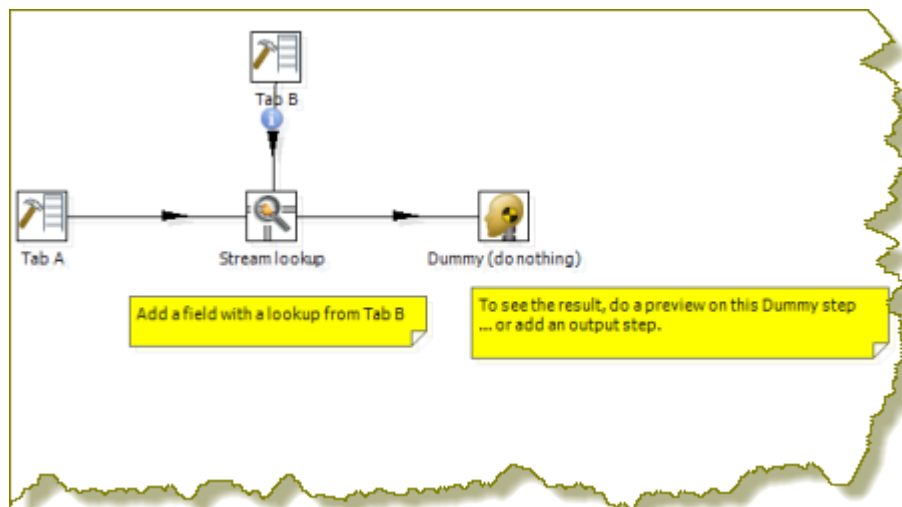 Tab B
Tab A
Stream lookup
Dummy (do nothing)
Add a field with a lookup from Tab B
To see the result, do a preview on this Dummy step
... or add an output step.